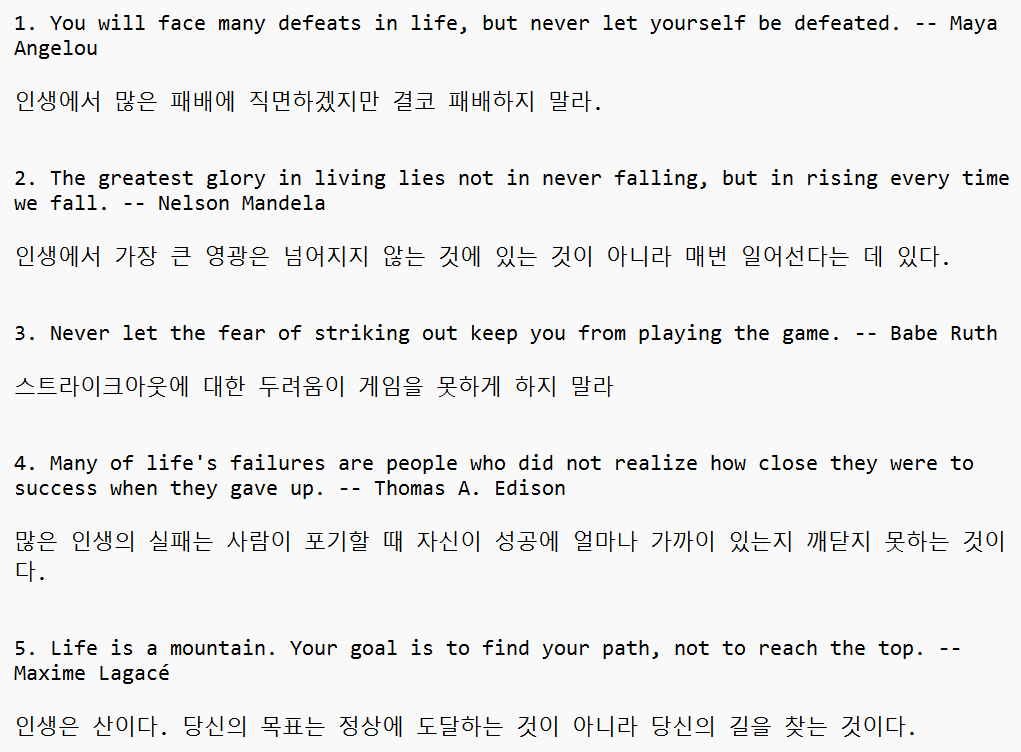 1. You will face many defeats in life, but never let yourself be defeated. -- Maya
Angelou
인생에서 많은 패배에 직면하겠지만 결코 패배하지 말라.
2. The greatest glory in living lies not in never falling, but in rising every time
we fall. -- Nelson Mandela
인생에서 가장 큰 영광은 넘어지지 않는 것에 있는 것이 아니라 매번 일어선다는 데 있다.
3. Never let the fear of striking out keep you from playing the game. -- Babe Ruth
스트라이크아웃에 대한 두려움이 게임을 못하게 하지 말라
4. Many of life's failures are people who did not realize how close they were to
success when they gave up. -- Thomas A. Edison
많은 인생의 실패는 사람이 포기할 때 자신이 성공에 얼마나 가까이 있는지 깨닫지 못하는 것이
다.
5. Life is a mountain. Your goal is to find your path, not to reach the top. --
Maxime Lagacé
인생은 산이다. 당신의 목표는 정상에 도달하는 것이 아니라 당신의 길을 찾는 것이다.